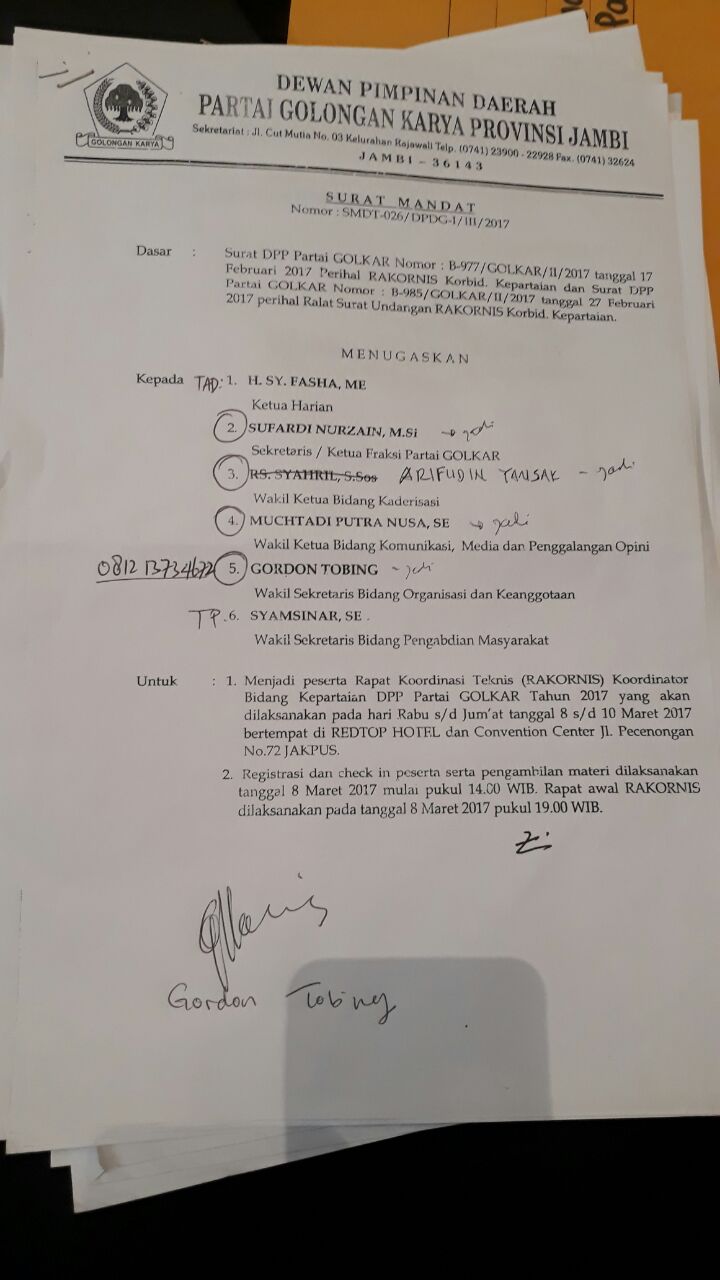 DEWAN PIMPINAN DAERAH
PARTAI GOLONGAN KARYA PROVINSI JAMBI
Sekretariat : Jl. Cut Mutia No. 03 Kelurahan Rajawali Telp. (0741) 23900 - 22928 Fax. (0741) 32624
JAMBI - 36143
GOLONGAN KARYA
SURAT MANDAT
Nomor : SMDT-026/DPDG-I/III/2017
Dasar : Surat DPP Partai GOLKAR Nomor : B-977/GOLKAR/II/2017 tanggal 17
Februari 2017 Perihal RAKORNIS Korbid. Kepartaian dan Surat DPP
Partai GOLKAR Nomor : B-985/GOLKAR/II/2017 tanggal 27 Februari
2017 perihal Ralat Surat Undangan RAKORNIS Korbid. Kepartaian.
MENUGASKAN
Kepada TAD: 1. H. SY. FASHA, ME
Ketua Harian
2. SUFARDI NURZAIN, M.Si → jadi
Sekretaris / Ketua Fraksi Partai GOLKAR
3. RS. SYAHRIL, S.Sos ARIFUDIN TANSAK - jadi
Wakil Ketua Bidang Kaderisasi
4. MUCHTADI PUTRA NUSA, SE → jadi
Wakil Ketua Bidang Komunikasi, Media dan Penggalangan Opini
5. GORDON TOBING - jadi
Wakil Sekretaris Bidang Organisasi dan Keanggotaan
TP. 6. SYAMSINAR, SE .
Wakil Sekretaris Bidang Pengabdian Masyarakat
Untuk : 1. Menjadi peserta Rapat Koordinasi Teknis (RAKORNIS) Koordinator
Bidang Kepartaian DPP Partai GOLKAR Tahun 2017 yang akan
dilaksanakan pada hari Rabu s/d Jum'at tanggal 8 s/d 10 Maret 2017
bertempat di REDTOP HOTEL dan Convention Center Jl. Pecenongan
No.72 JAKPUS.
2. Registrasi dan check in peserta serta pengambilan materi dilaksanakan
tanggal 8 Maret 2017 mulai pukul 14.00 WIB. Rapat awal RAKORNIS
dilaksanakan pada tanggal 8 Maret 2017 pukul 19.00 WIB.
Gordon Tobing